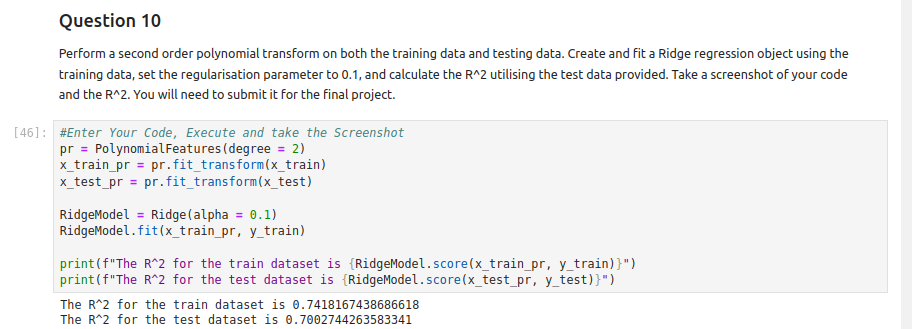 Question 10
Perform a second order polynomial transform on both the training data and testing data. Create and fit a Ridge regression object using the
training data, set the regularisation parameter to 0.1, and calculate the R^2 utilising the test data provided. Take a screenshot of your code
and the R^2. You will need to submit it for the final project.
[46]: #Enter Your Code, Execute and take the Screenshot
pr = PolynomialFeatures(degree = 2)
x_train_pr = pr.fit_transform(x_train)
x_test_pr = pr.fit_transform(x_test)
RidgeModel = Ridge(alpha = 0.1)
RidgeModel.fit(x_train_pr, y_train)
print(f"The R^2 for the train dataset is {RidgeModel.score(x_train_pr, y_train)}")
print(f"The R^2 for the test dataset is {RidgeModel.score(x_test_pr, y_test)}")
The R^2 for the train dataset is 0.7418167438686618
The R^2 for the test dataset is 0.7002744263583341